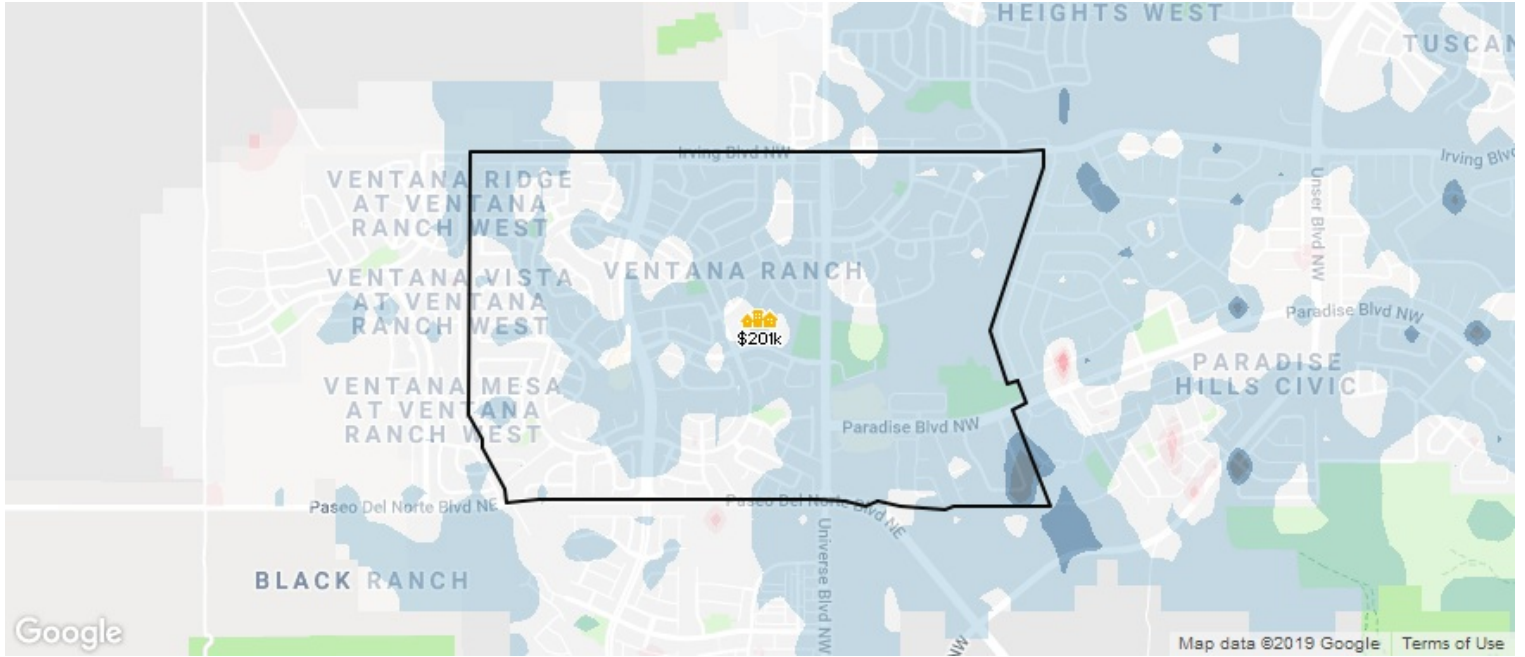 HEIGHTS WEST
TUSCAN
Irving Blvd NW
Irving Blvd
VENTANA RIDGE
AT VENTANA
RANCH WEST
Unser Blvd NW
VENTANA RANCH
VENTANA VISTA
AT VENTANA
RANCH WEST
$201k
Paradise Blvd NW
PARADISE
HILLS CIVIC
VENTANA MESA
AT VENTANA
RANCH WEST
Paradise Blvd NW
Paseo Del Norte Blvd NE
Paseo Del Norte Blvd NE
Universe Blvd NW
BLACK RANCH
NW
Google
Map data ©2019 Google
Terms of Use